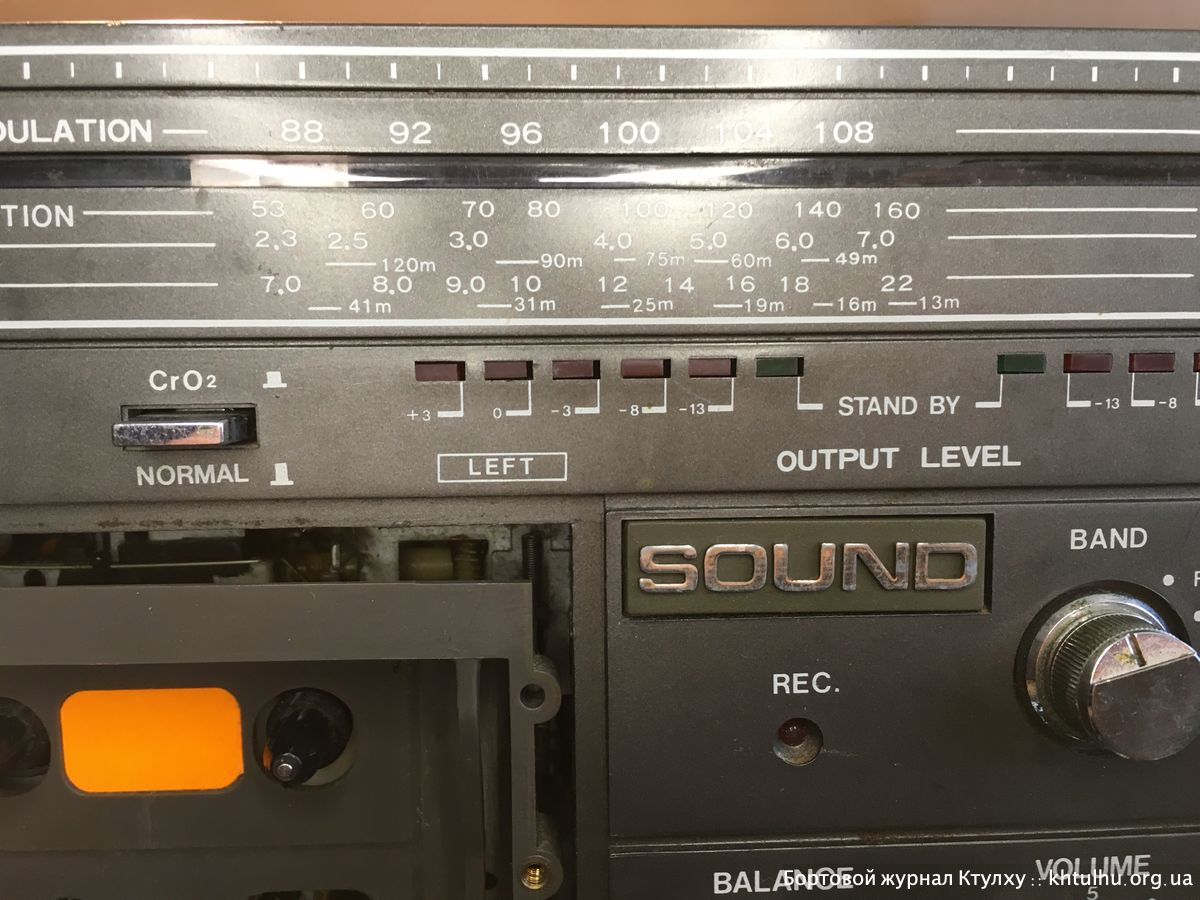 DULATION 88 92 96 100 104 108
TION 53 60 70 80 100 120 140 160
2.3 2.5 3.0 4.0 5.0 6.0 7.0
120m 90m 75m 60m 49m
7.0 8.0 9.0 10 12 14 16 18 22
41m 31m 25m 19m 16m 13m
CrO2
+3 0 -3 -8 -13 STAND BY -13 -8
NORMAL LEFT OUTPUT LEVEL
SOUND BAND
F
REC.
BALANCE VOLUME
5
Бортовой журнал Ктулху :: khtulhu.org.ua